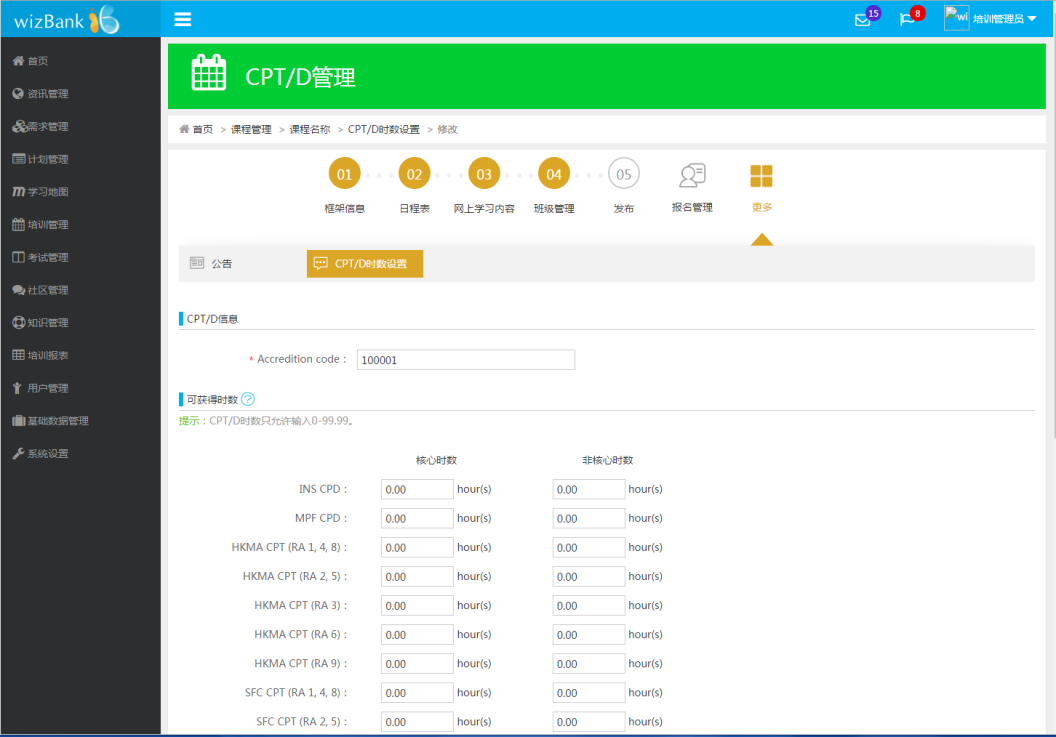 wizBank
15
8
wi
培训管理员
首页
资讯管理
需求管理
计划管理
学习地图
培训管理
考试管理
社区管理
知识管理
培训报表
用户管理
基础数据管理
系统设置
CPT/D管理
首页 > 课程管理 > 课程名称 > CPT/D时数设置 > 修改
01 02 03 04 05
框架信息 日程表 网上学习内容 班级管理 发布 报名管理 更多
公告 CPT/D时数设置
CPT/D信息
* Accredition code : 100001
可获得时数 ?
提示：CPT/D时数只允许输入0-99.99。
核心时数 非核心时数
INS CPD : 0.00 hour(s) 0.00 hour(s)
MPF CPD : 0.00 hour(s) 0.00 hour(s)
HKMA CPT (RA 1, 4, 8) : 0.00 hour(s) 0.00 hour(s)
HKMA CPT (RA 2, 5) : 0.00 hour(s) 0.00 hour(s)
HKMA CPT (RA 3) : 0.00 hour(s) 0.00 hour(s)
HKMA CPT (RA 6) : 0.00 hour(s) 0.00 hour(s)
HKMA CPT (RA 9) : 0.00 hour(s) 0.00 hour(s)
SFC CPT (RA 1, 4, 8) : 0.00 hour(s) 0.00 hour(s)
SFC CPT (RA 2, 5) : 0.00 hour(s) 0.00 hour(s)